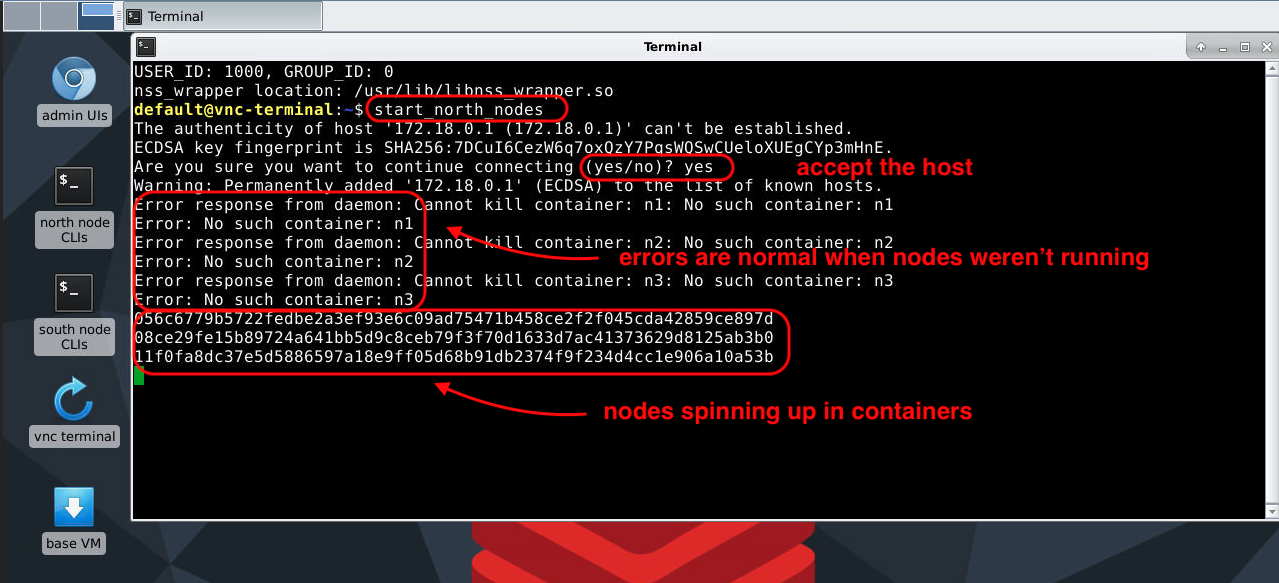 Terminal
Terminal
USER_ID: 1000, GROUP_ID: 0
nss_wrapper location: /usr/lib/libnss_wrapper.so
default@vnc-terminal:~$ start_north_nodes
The authenticity of host '172.18.0.1 (172.18.0.1)' can't be established.
ECDSA key fingerprint is SHA256:7DCuI6CezW6q7oxOzY7PqsWOSwCUeloXUEgCYp3mHnE.
Are you sure you want to continue connecting (yes/no)? yes
accept the host
Warning: Permanently added '172.18.0.1' (ECDSA) to the list of known hosts.
Error response from daemon: Cannot kill container: n1: No such container: n1
Error: No such container: n1
Error response from daemon: Cannot kill container: n2: No such container: n2
Error: No such container: n2
errors are normal when nodes weren’t running
Error response from daemon: Cannot kill container: n3: No such container: n3
Error: No such container: n3
056c6779b5722fedbe2a3ef93e6c09ad75471b458ce2f2f045cda42859ce897d
08ce29fe15b89724a641bb5d9c8ceb79f3f70d1633d7ac41373629d8125ab3b0
11f0fa8dc37e5d5886597a18e9ff05d68b91db2374f9f234d4cc1e906a10a53b
nodes spinning up in containers
admin UIs
north node
CLIs
south node
CLIs
vnc terminal
base VM